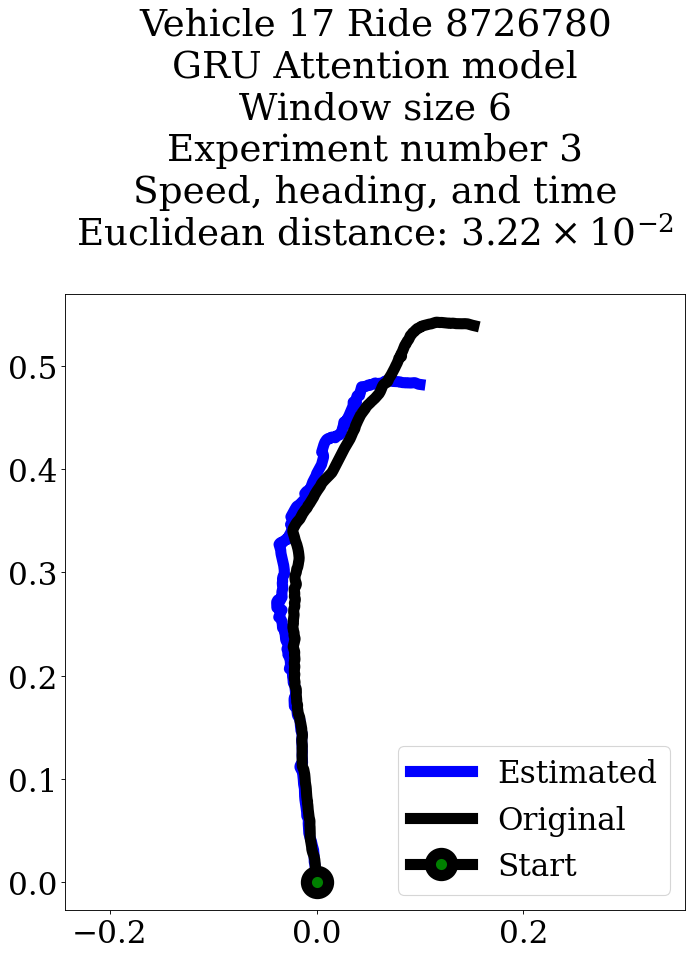 Vehicle 17 Ride 8726780
GRU Attention model
Window size 6
Experiment number 3
Speed, heading, and time
Euclidean distance: 3.22 × 10⁻²
0.5
0.4
0.3
0.2
0.1
0.0
Estimated
Original
Start
−0.2 0.0 0.2